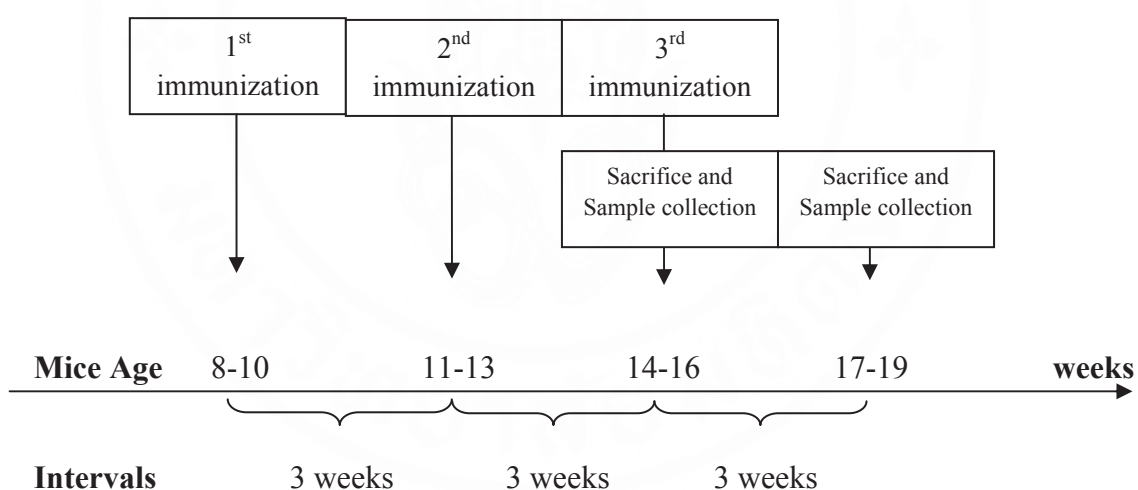 1st
immunization
2nd
immunization
3rd
immunization
Sacrifice and
Sample collection
Sacrifice and
Sample collection
Mice Age 8-10 11-13 14-16 17-19 weeks
Intervals 3 weeks 3 weeks 3 weeks